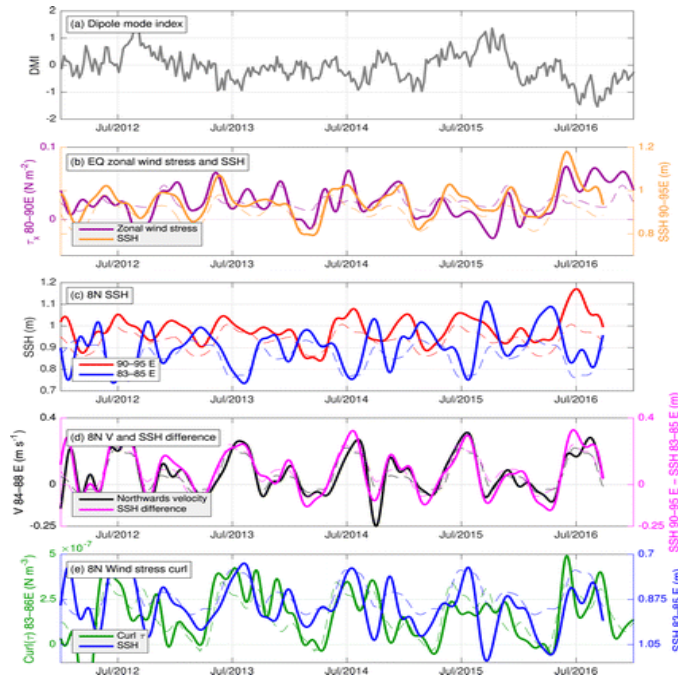 2
(a) Dipole mode index
1
DMI
0
-1
-2
Jul/2012 Jul/2013 Jul/2014 Jul/2015 Jul/2016
0.1 1.2
(b) EQ zonal wind stress and SSH
τx 80–90E (N m-2)
SSH 90–95E (m)
1
0
Zonal wind stress
SSH
0.8
Jul/2012 Jul/2013 Jul/2014 Jul/2015 Jul/2016
1.2
(c) 8N SSH
1.1
1.0
SSH (m)
0.9
0.8
90–95 E
83–85 E
0.7
Jul/2012 Jul/2013 Jul/2014 Jul/2015 Jul/2016
0.4 0.4
(d) 8N V and SSH difference
V 84–88 E (m s-1)
SSH 90–95 E − SSH 83–85 E (m)
0 0
Northwards velocity
SSH difference
-0.25 -0.25
Jul/2012 Jul/2013 Jul/2014 Jul/2015 Jul/2016
×10-7
5 0.7
(e) 8N Wind stress curl
Curl(τ) 83–86E (N m-3)
SSH 83–85 E (m)
2.5 0.875
Curl τ
SSH
0 1.05
Jul/2012 Jul/2013 Jul/2014 Jul/2015 Jul/2016